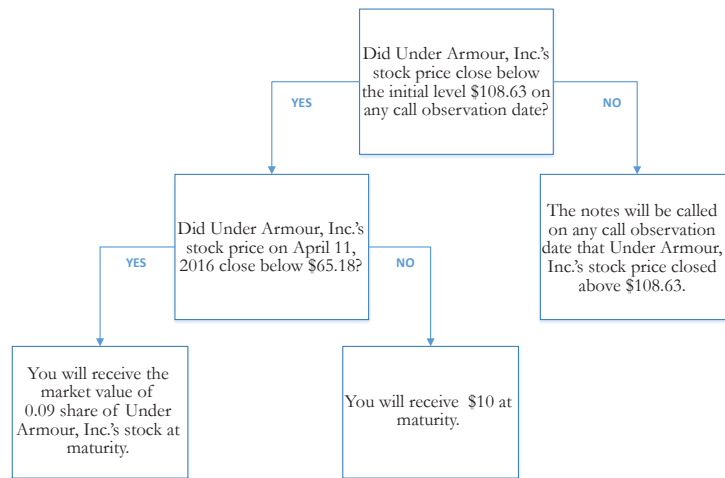 Did Under Armour, Inc.'s
stock price close below
the initial level $108.63 on
any call observation date?
YES
NO
Did Under Armour, Inc.'s
stock price on April 11,
2016 close below $65.18?
The notes will be called
on any call observation
date that Under Armour,
Inc.'s stock price closed
above $108.63.
YES
NO
You will receive the
market value of
0.09 share of Under
Armour, Inc.'s stock at
maturity.
You will receive $10 at
maturity.